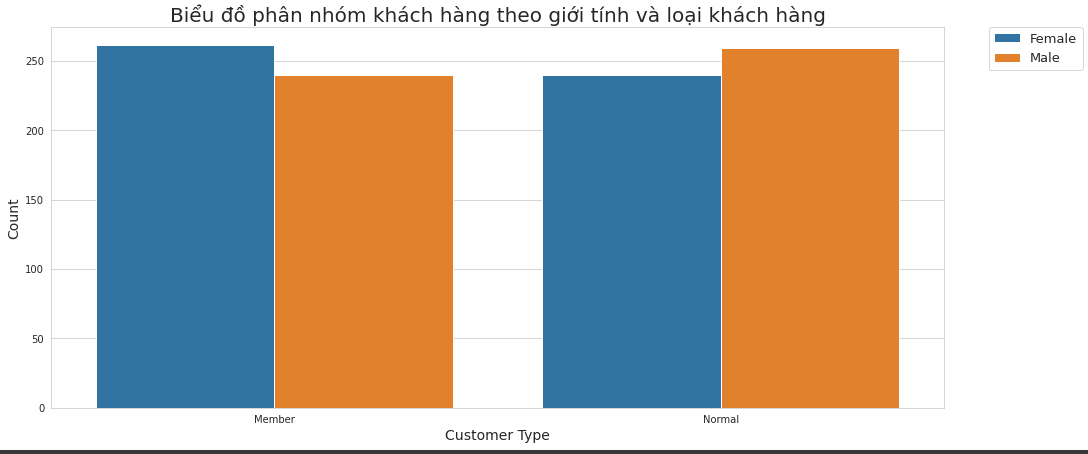 Biểu đồ phân nhóm khách hàng theo giới tính và loại khách hàng
Female
Male
Count
250
200
150
100
50
0
Member
Normal
Customer Type